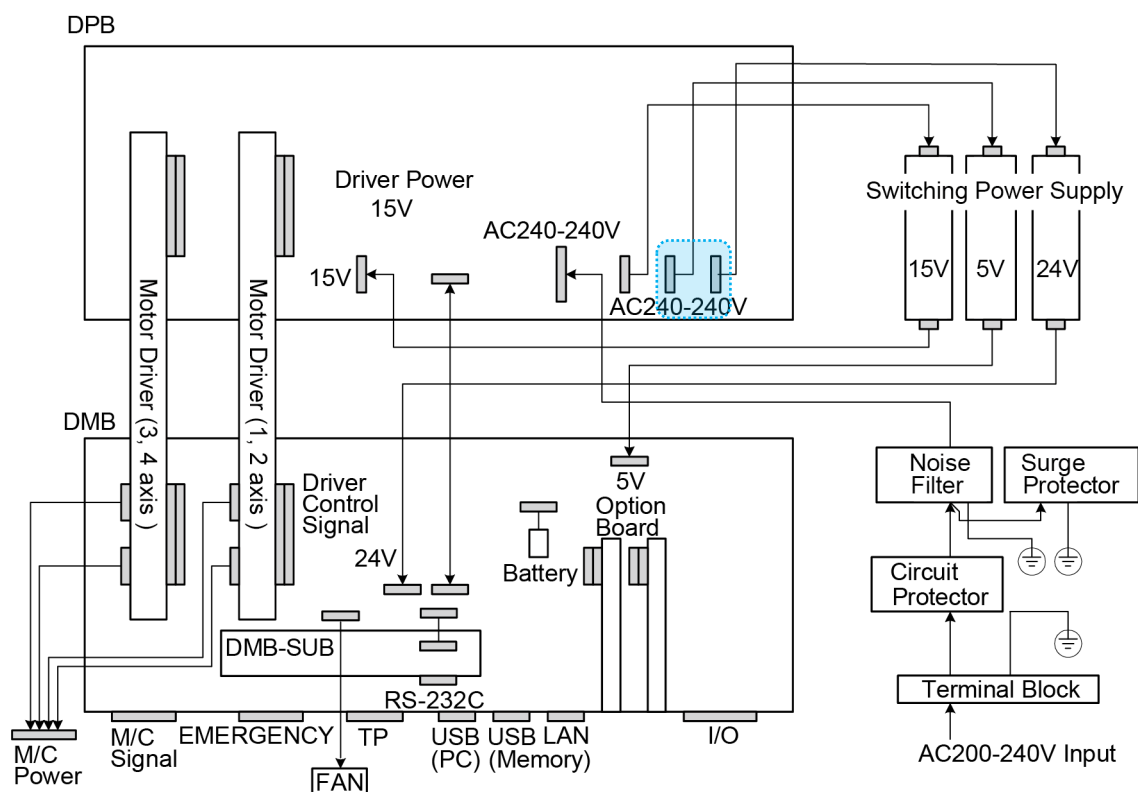 DPB
Driver Power
15V
Switching Power Supply
AC240-240V
15V
AC240-240V
15V
5V
24V
Motor Driver (3, 4 axis )
Motor Driver (1, 2 axis )
DMB
Driver
Control
Signal
24V
5V
Option
Board
Battery
Noise
Filter
Surge
Protector
Circuit
Protector
DMB-SUB
RS-232C
Terminal Block
M/C
Power
M/C
Signal
EMERGENCY
TP
USB
(PC)
USB
(Memory)
LAN
I/O
FAN
AC200-240V Input